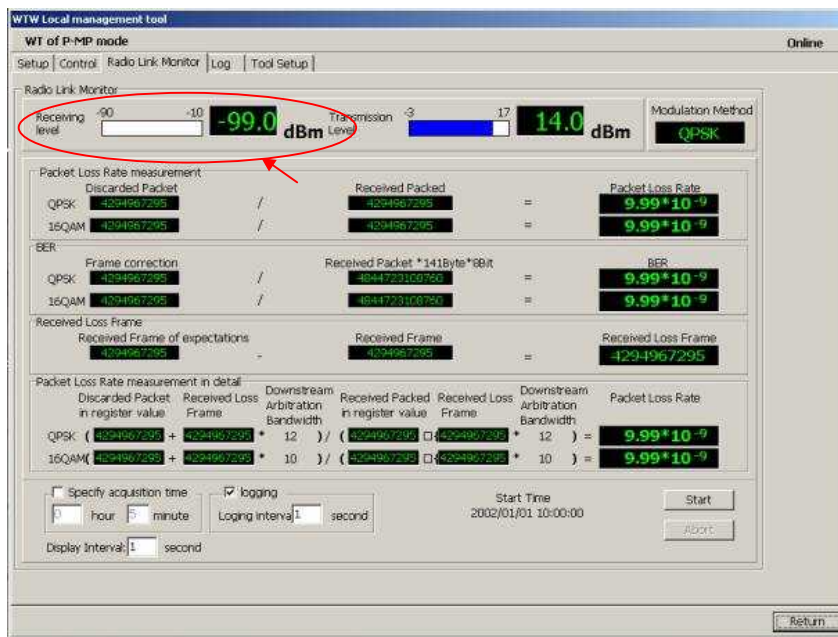 WTW Local management tool
WT of P-MP mode
Online
Setup Control Radio Link Monitor Log Tool Setup
Radio Link Monitor
Receiving level -90 -10 -99.0 dBm Transmission Level -3 17 14.0 dBm Modulation Method QPSK
Packet Loss Rate measurement
Discarded Packet Received Packed Packet Loss Rate
QPSK 4294967295 / 4294967295 = 9.99*10 -9
16QAM 4294967295 / 4294967295 = 9.99*10 -9
BER
Frame correction Received Packet *141Byte*8Bit BER
QPSK 4294967295 / 4844723108760 = 9.99*10 -9
16QAM 4294967295 / 4844723108760 = 9.99*10 -9
Received Loss Frame
Received Frame of expectations Received Frame Received Loss Frame
4294967295 - 4294967295 = 4294967295
Packet Loss Rate measurement in detail
Discarded Packet in register value Received Loss Frame Downstream Arbitration Bandwidth Received Packed in register value Received Loss Frame Downstream Arbitration Bandwidth Packet Loss Rate
QPSK ( 4294967295 + 4294967295 * 12 ) / ( 4294967295 □{ 4294967295 * 12 ) = 9.99*10 -9
16QAM( 4294967295 + 4294967295 * 10 ) / ( 4294967295 □{ 4294967295 * 10 ) = 9.99*10 -9
Specify acquisition time
0 hour 5 minute
logging
Loging interval 1 second
Start Time
2002/01/01 10:00:00
Start
Abort
Display Interval: 1 second
Return